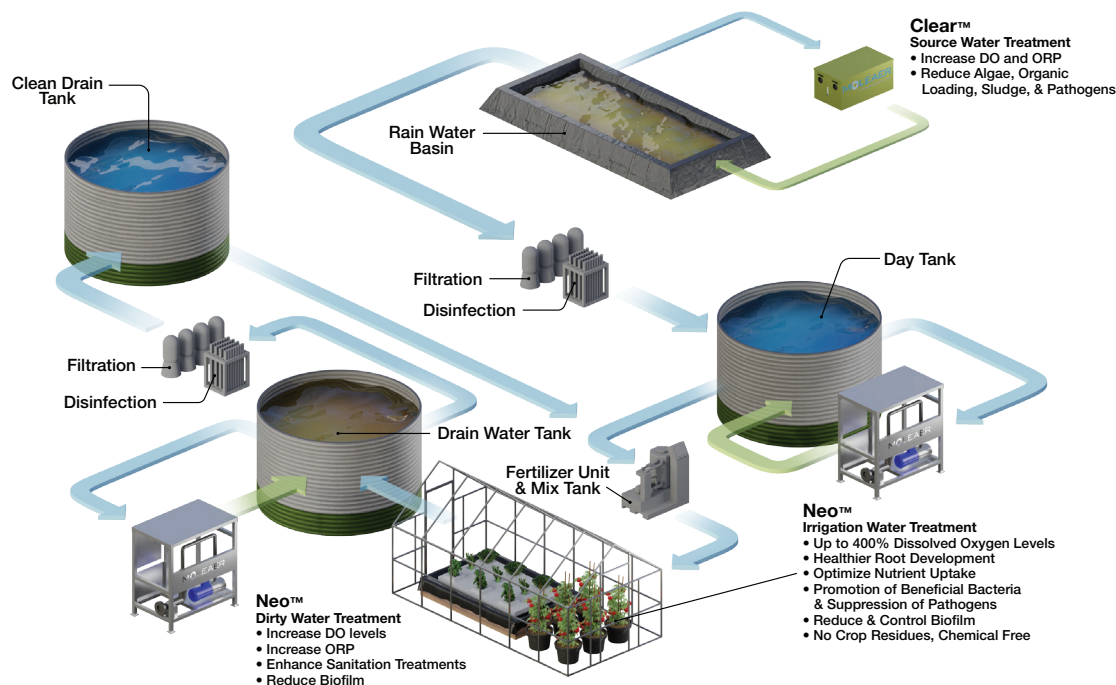 Clear™
Source Water Treatment
• Increase DO and ORP
• Reduce Algae, Organic
Loading, Sludge, & Pathogens
MOLEAER
Clean Drain
Tank
Rain Water
Basin
Filtration
Disinfection
Day Tank
Filtration
Disinfection
Drain Water Tank
Fertilizer Unit
& Mix Tank
MOLEAER
MOLEAER
Neo™
Irrigation Water Treatment
• Up to 400% Dissolved Oxygen Levels
• Healthier Root Development
• Optimize Nutrient Uptake
• Promotion of Beneficial Bacteria
& Suppression of Pathogens
• Reduce & Control Biofilm
• No Crop Residues, Chemical Free
Neo™
Dirty Water Treatment
• Increase DO levels
• Increase ORP
• Enhance Sanitation Treatments
• Reduce Biofilm